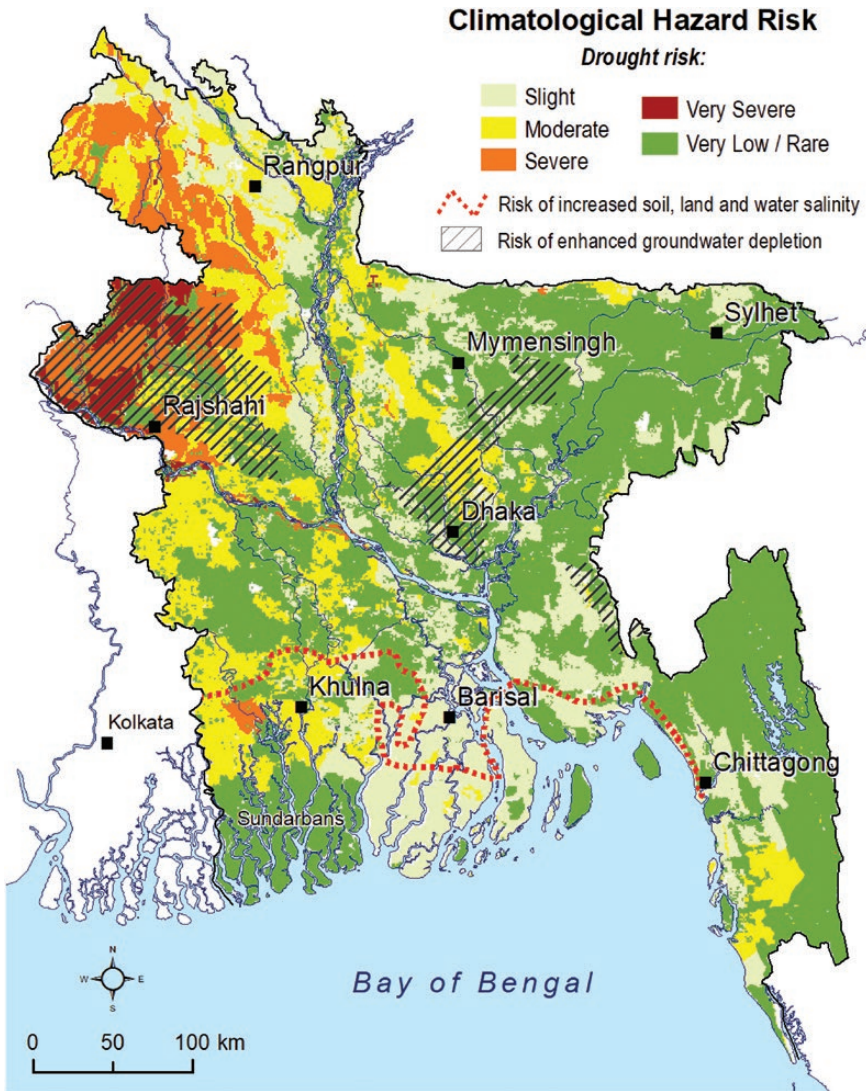 Climatological Hazard Risk
Drought risk:
Slight
Moderate
Severe
Very Severe
Very Low / Rare
Risk of increased soil, land and water salinity
Risk of enhanced groundwater depletion
Rangpur
Sylhet
Mymensingh
Rajshahi
Dhaka
Khulna
Barisal
Kolkata
Chittagong
Sundarbans
N
W E
S
Bay of Bengal
0 50 100 km